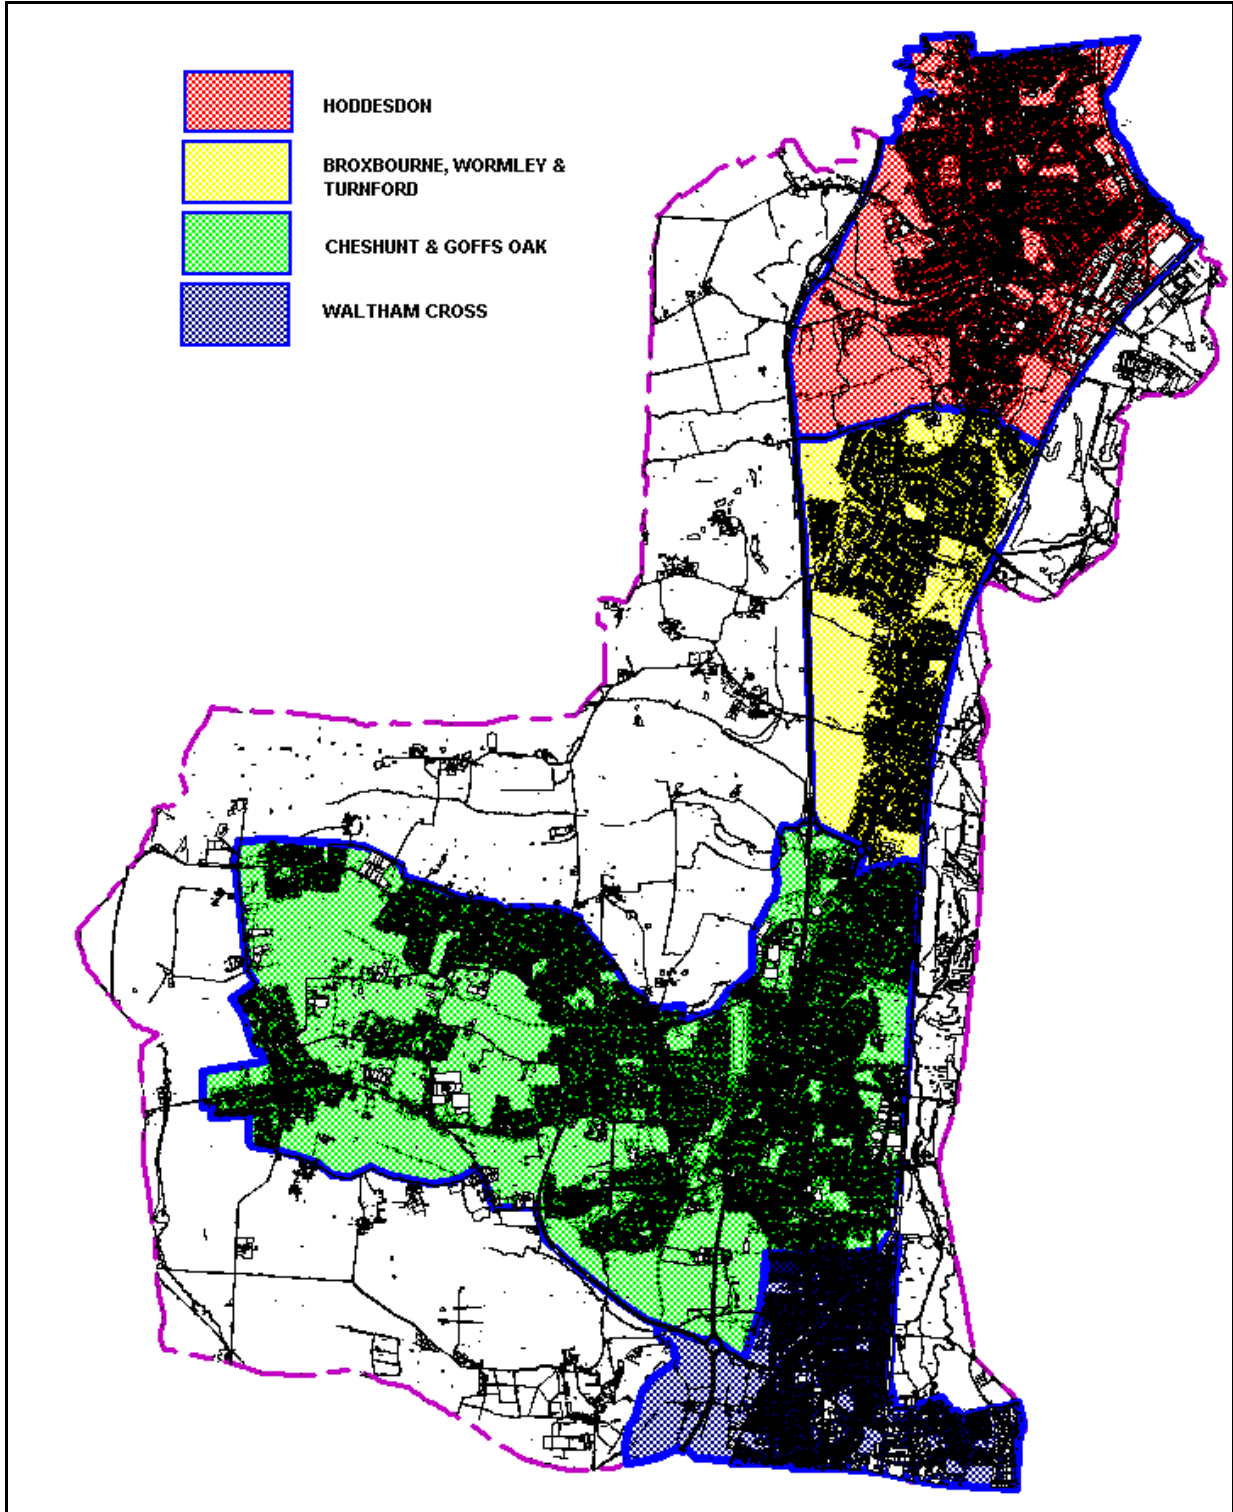 HODDESDON
BROXBOURNE, WORMLEY &
TURNFORD
CHESHUNT & GOFFS OAK
WALTHAM CROSS